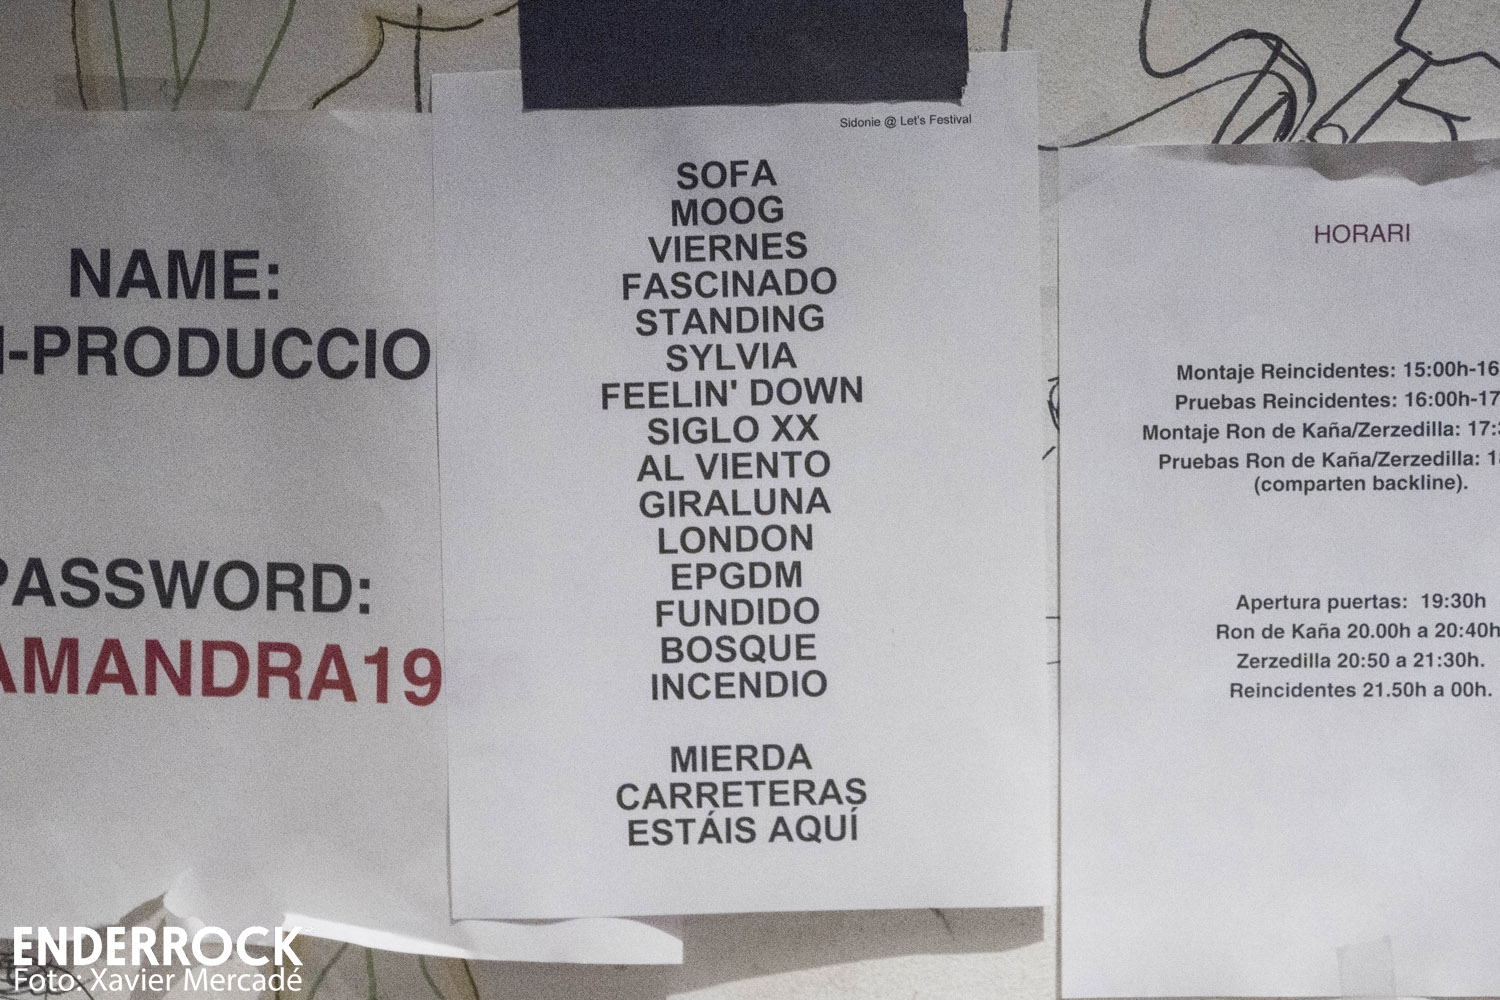 NAME:
-PRODUCCIO
PASSWORD:
AMANDRA19
Sidonie @ Let's Festival
SOFA
MOOG
VIERNES
FASCINADO
STANDING
SYLVIA
FEELIN' DOWN
SIGLO XX
AL VIENTO
GIRALUNA
LONDON
EPGDM
FUNDIDO
BOSQUE
INCENDIO
MIERDA
CARRETERAS
ESTÁIS AQUÍ
HORARI
Montaje Reincidentes: 15:00h-16
Pruebas Reincidentes: 16:00h-17
Montaje Ron de Kaña/Zerzedilla: 17:
Pruebas Ron de Kaña/Zerzedilla: 1
(comparten backline).
Apertura puertas: 19:30h
Ron de Kaña 20.00h a 20:40h
Zerzedilla 20:50 a 21:30h.
Reincidentes 21.50h a 00h.
ENDERROCK
Foto: Xavier Mercadé